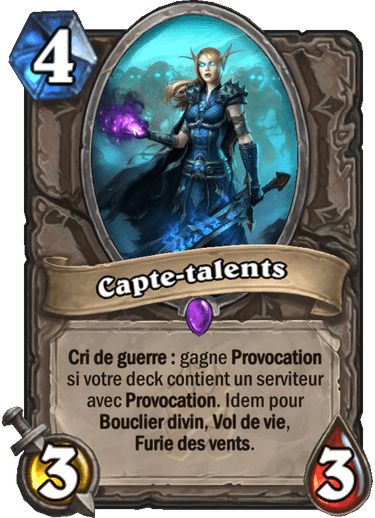 4
Capte-talents
Cri de guerre : gagne Provocation
si votre deck contient un serviteur
avec Provocation. Idem pour
Bouclier divin, Vol de vie,
Furie des vents.
3
3